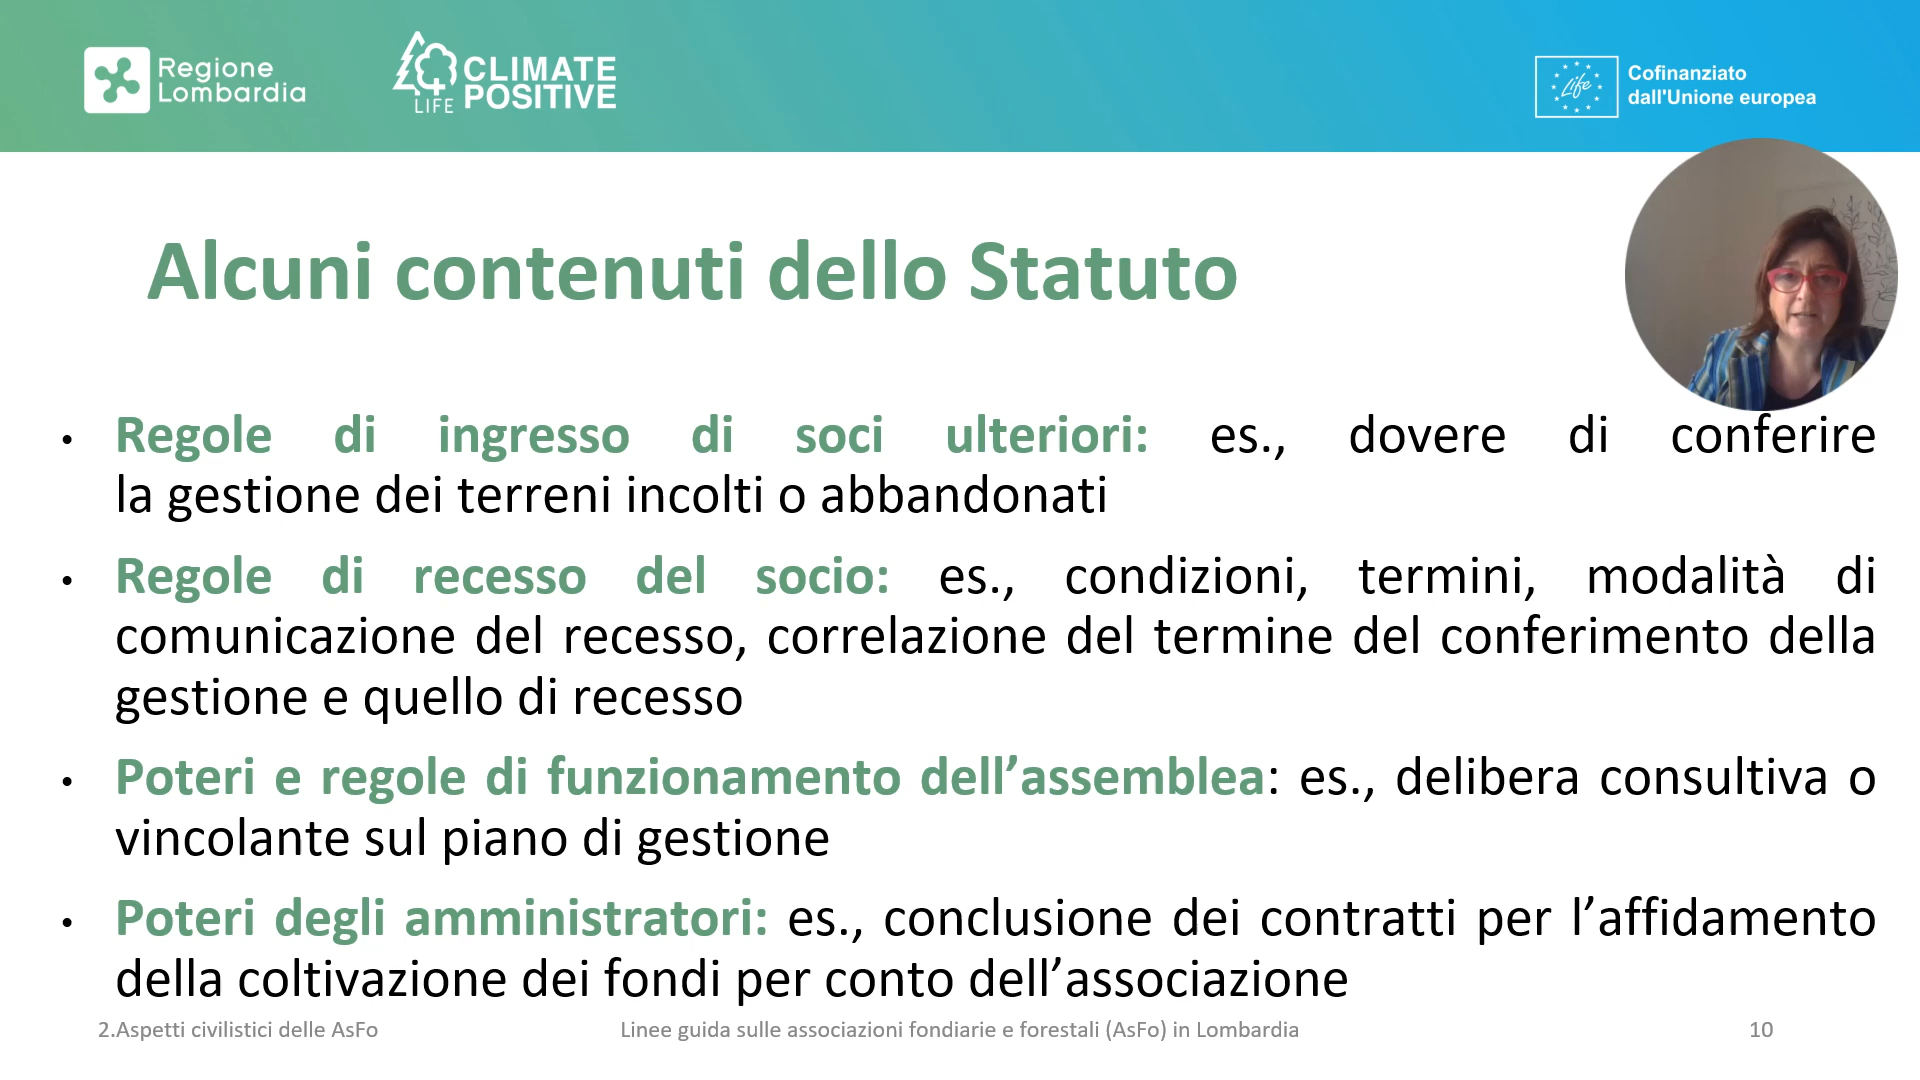 Regione
Lombardia
LIFE
CLIMATE
POSITIVE
Life
Cofinanziato
dall'Unione europea
Alcuni contenuti dello Statuto
• Regole di ingresso di soci ulteriori: es., dovere di conferire
la gestione dei terreni incolti o abbandonati
• Regole di recesso del socio: es., condizioni, termini, modalità di
comunicazione del recesso, correlazione del termine del conferimento della
gestione e quello di recesso
• Poteri e regole di funzionamento dell’assemblea: es., delibera consultiva o
vincolante sul piano di gestione
• Poteri degli amministratori: es., conclusione dei contratti per l’affidamento
della coltivazione dei fondi per conto dell’associazione
2.Aspetti civilistici delle AsFo
Linee guida sulle associazioni fondiarie e forestali (AsFo) in Lombardia
10